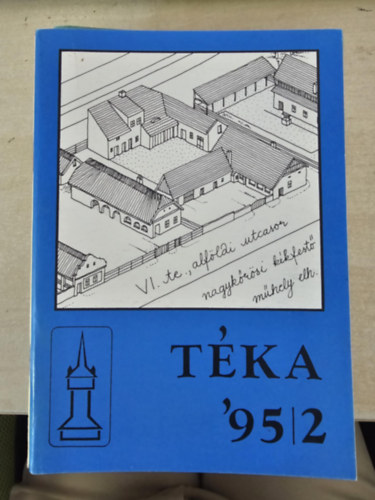 VI. te., alföldi utcasor
nagykőrösi kékfestő
műhely elh.
TÉKA
'95|2